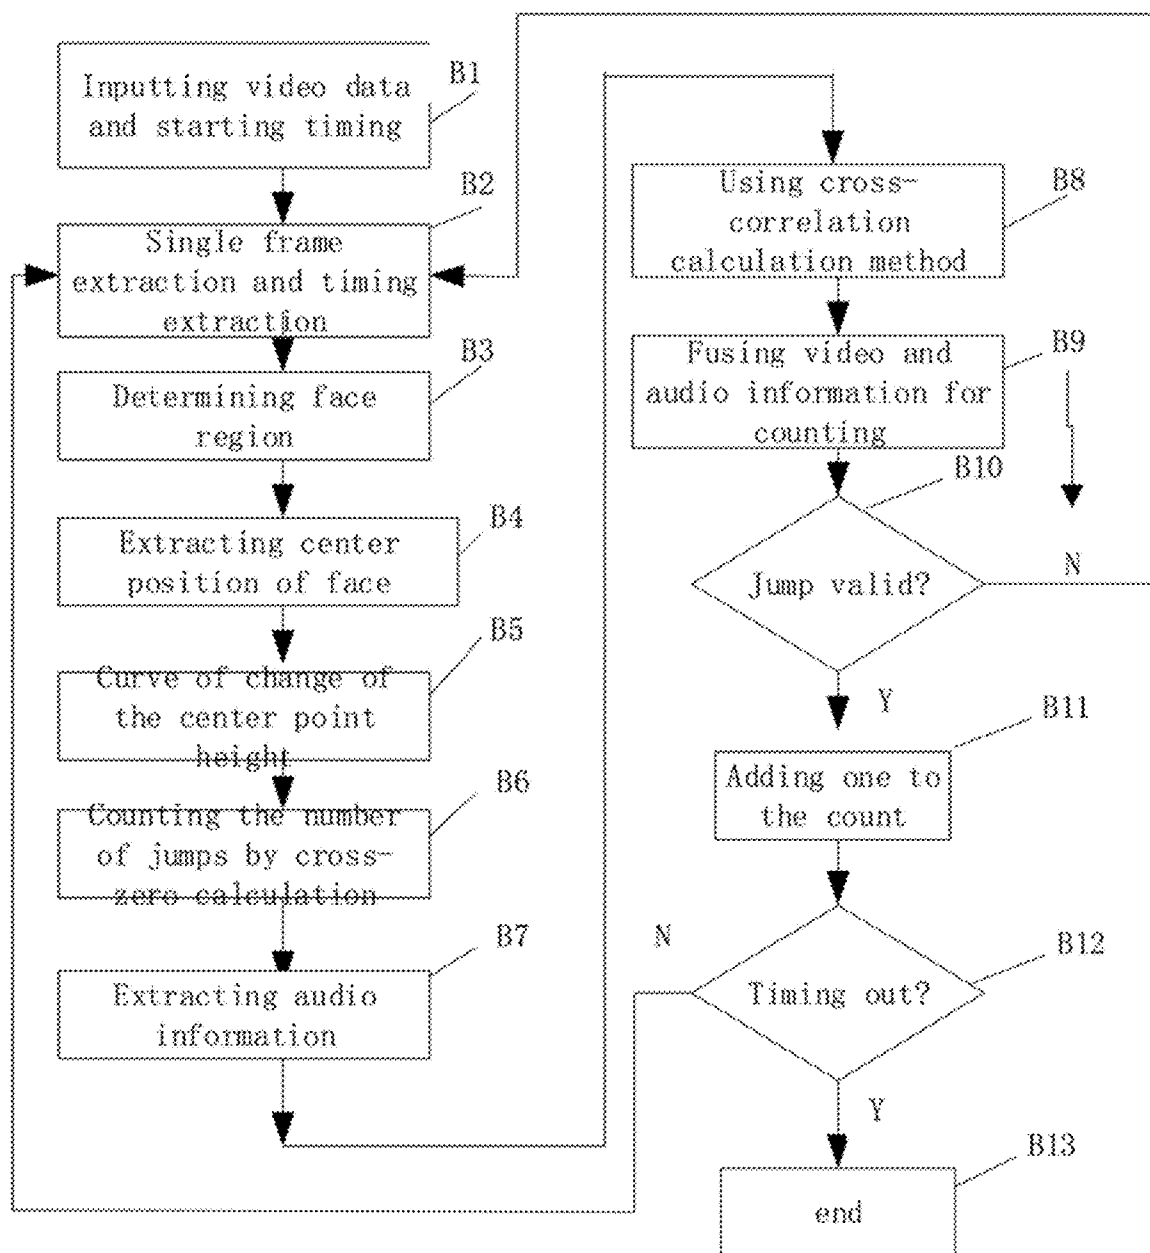 Inputting video data
and starting timing
B1
B2
Single frame
extraction and timing
extraction
B3
Determining face
region
B4
Extracting center
position of face
B5
Curve of change of
the center point
height
B6
Counting the number
of jumps by cross-
zero calculation
B7
Extracting audio
information
B8
Using cross-
correlation
calculation method
B9
Fusing video and
audio information for
counting
B10
Jump valid?
N
Y
B11
Adding one to
the count
N
B12
Timing out?
Y
B13
end